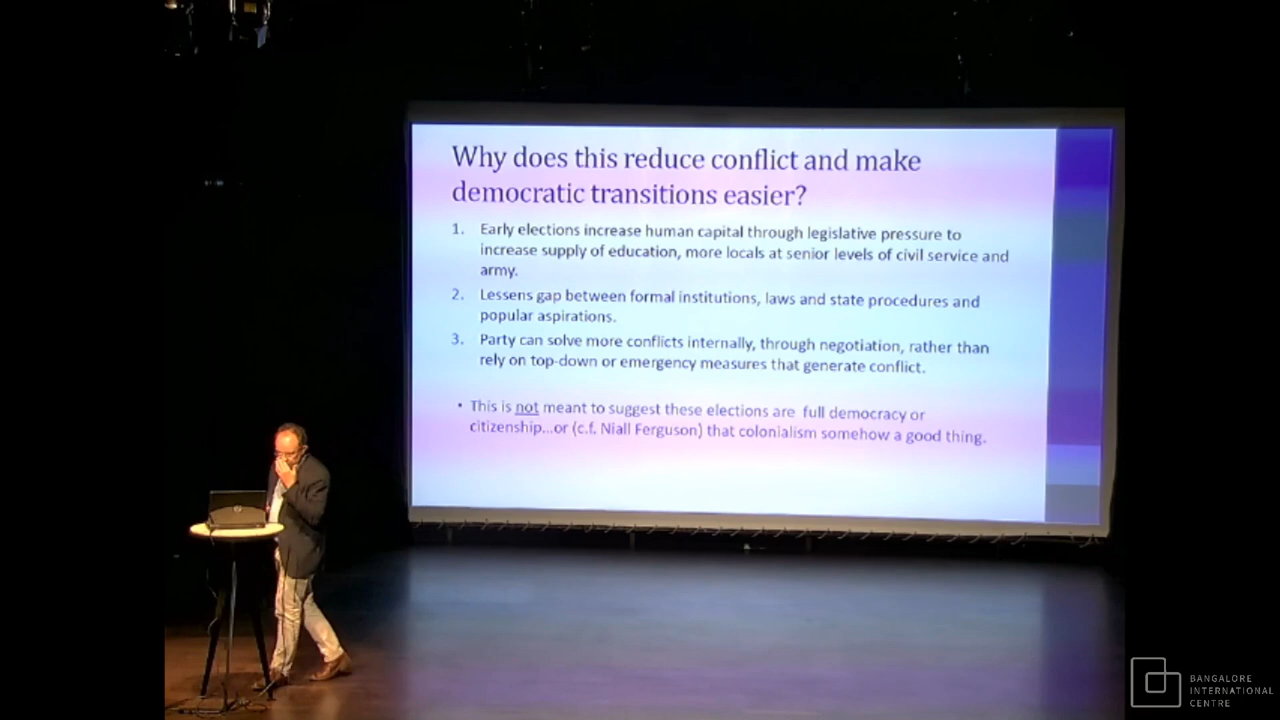 Why does this reduce conflict and make
democratic transitions easier?
1. Early elections increase human capital through legislative pressure to
increase supply of education, more locals at senior levels of civil service and
army.
2. Lessens gap between formal institutions, laws and state procedures and
popular aspirations.
3. Party can solve more conflicts internally, through negotiation, rather than
rely on top-down or emergency measures that generate conflict.
• This is not meant to suggest these elections are full democracy or
citizenship...or (c.f. Niall Ferguson) that colonialism somehow a good thing.
BANGALORE
INTERNATIONAL
CENTRE